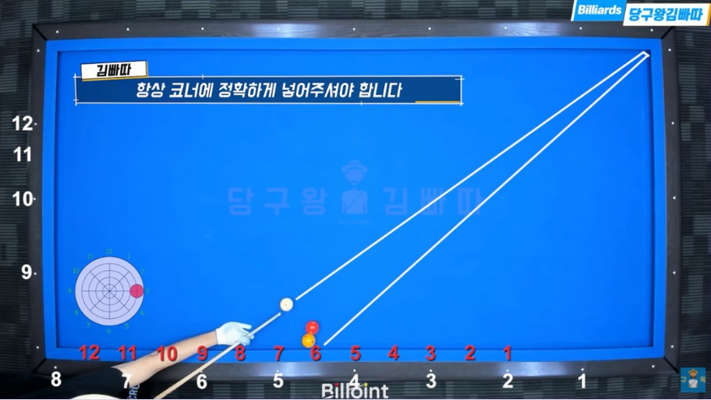 Billiards 당구왕김빠따
김빠따
항상 코너에 정확하게 넣어주셔야 합니다
12
11
10
9
당구왕 김빠따
12 11 10 9 8 7 6 5 4 3 2 1
8 7 6 5 4 3 2 1
Billoint